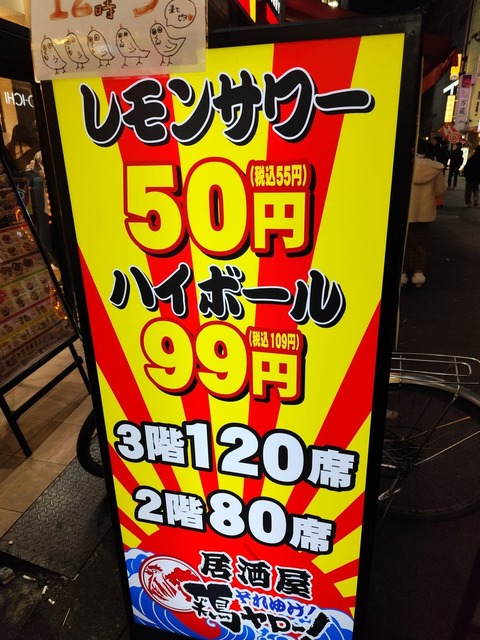 レモンサワー
50円
(税込55円)
ハイボール
99円
(税込109円)
3階120席
2階80席
居酒屋
それゆけ!
鶏ヤロー!